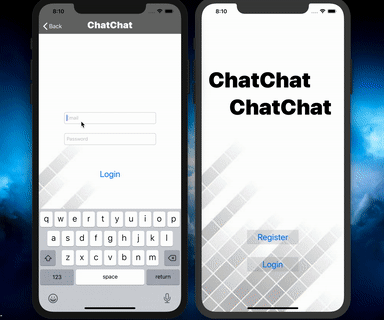 8:10
Back
ChatChat
Email
Password
Login
q w e r t y u i o p
a s d f g h j k l
z x c v b n m
123
space
return
8:10
ChatChat
ChatChat
Register
Login